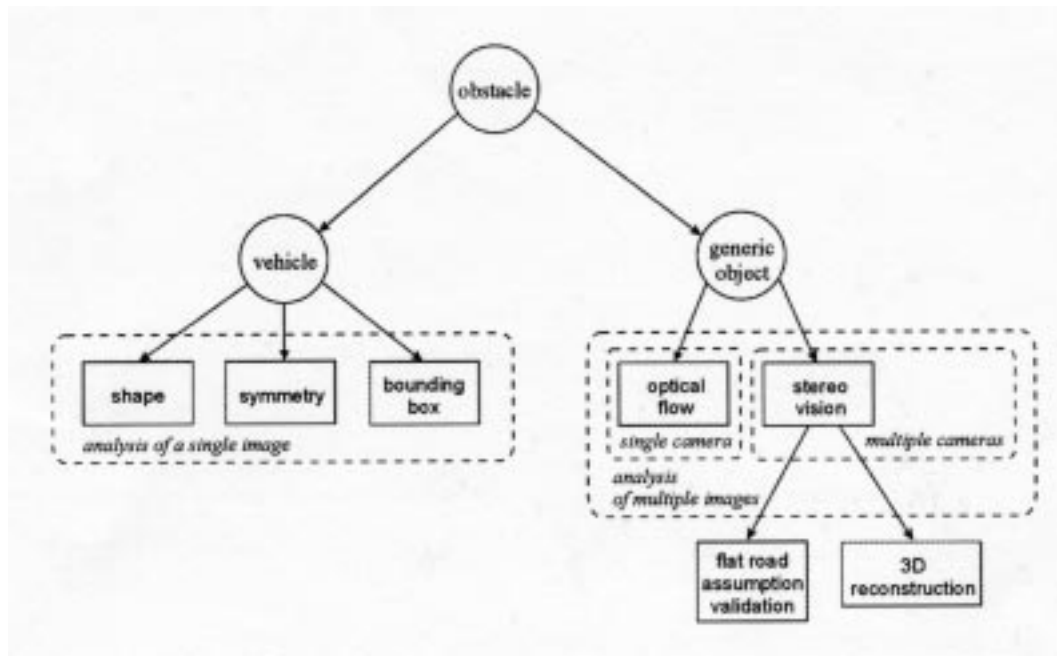 obstacle
vehicle
generic
object
shape
symmetry
bounding
box
analysis of a single image
optical
flow
stereo
vision
single camera
multiple cameras
analysis
of multiple images
flat road
assumption
validation
3D
reconstruction